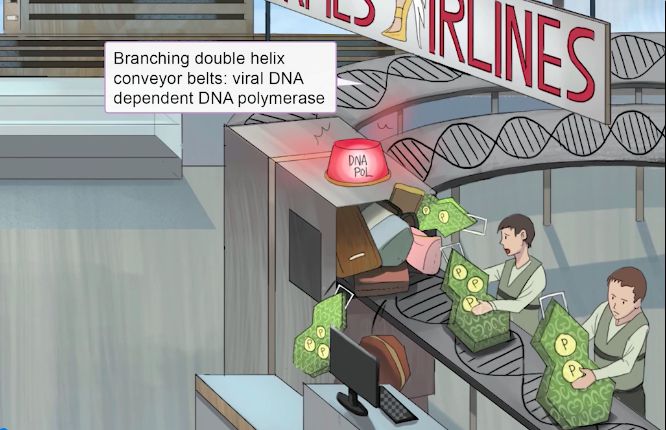 IRLINES
Branching double helix
conveyor belts: viral DNA
dependent DNA polymerase
DNA
POL
P
P
P
P
P
P
P
P
P
P